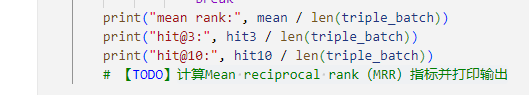 break
print("mean rank:", mean / len(triple_batch))
print("hit@3:", hit3 / len(triple_batch))
print("hit@10:", hit10 / len(triple_batch))
# 【TODO】计算Mean reciprocal rank（MRR）指标并打印输出